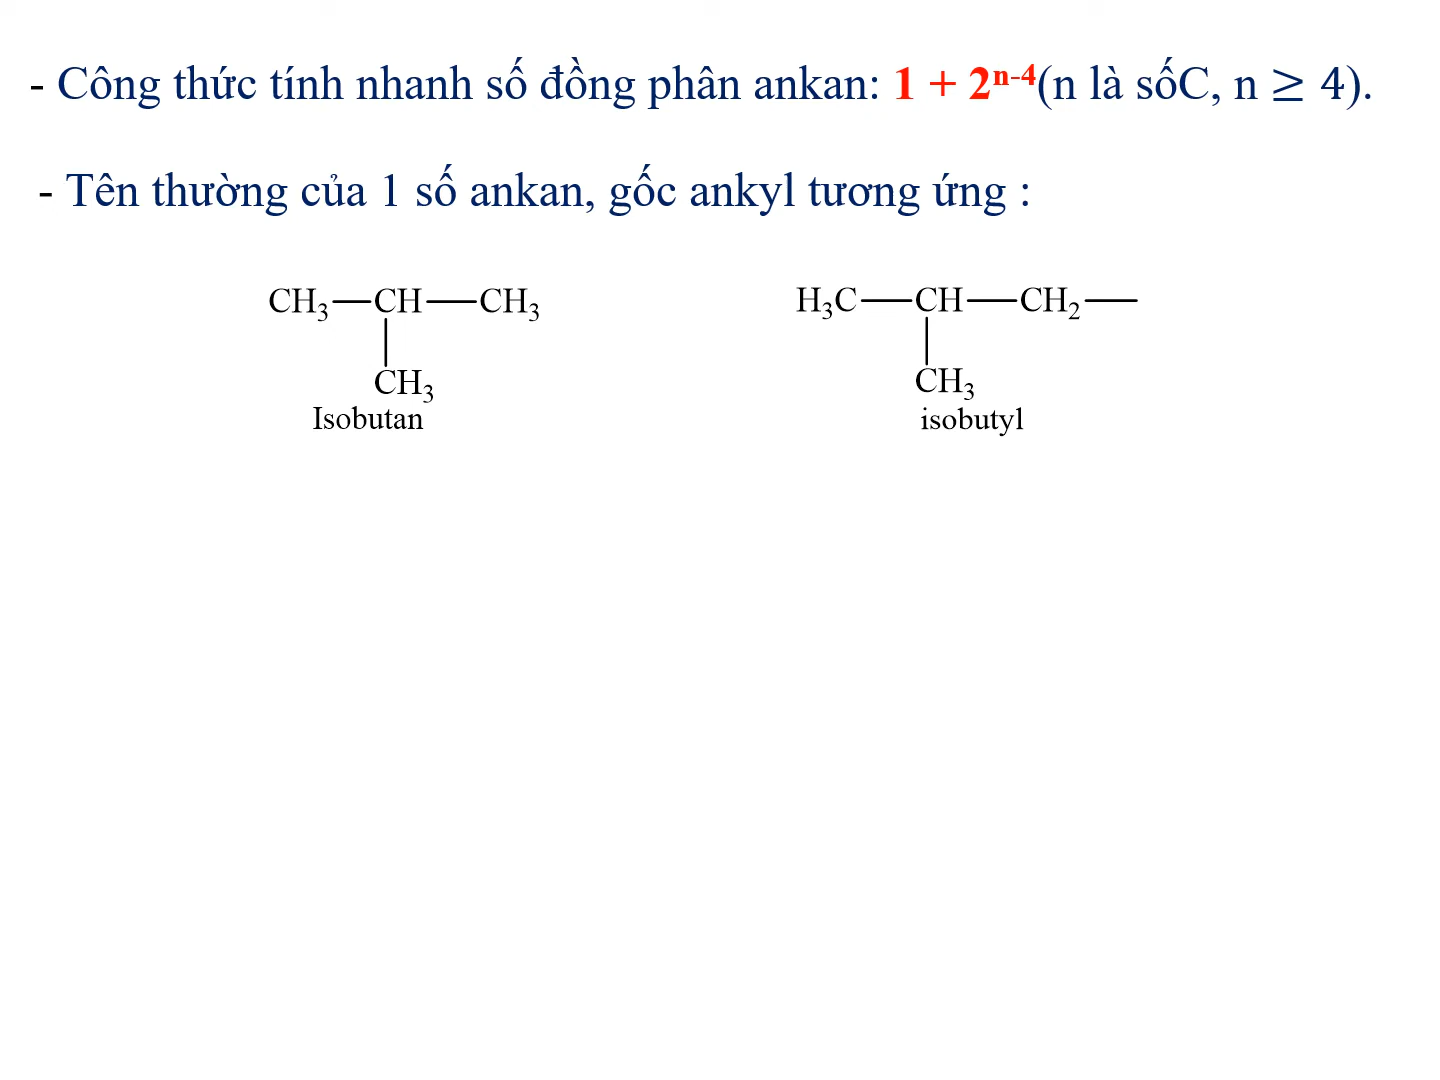 - Công thức tính nhanh số đồng phân ankan: 1 + 2ⁿ⁻⁴(n là sốC, n ≥ 4).
- Tên thường của 1 số ankan, gốc ankyl tương ứng :
CH₃—CH—CH₃
CH₃
Isobutan
H₃C—CH—CH₂—
CH₃
isobutyl